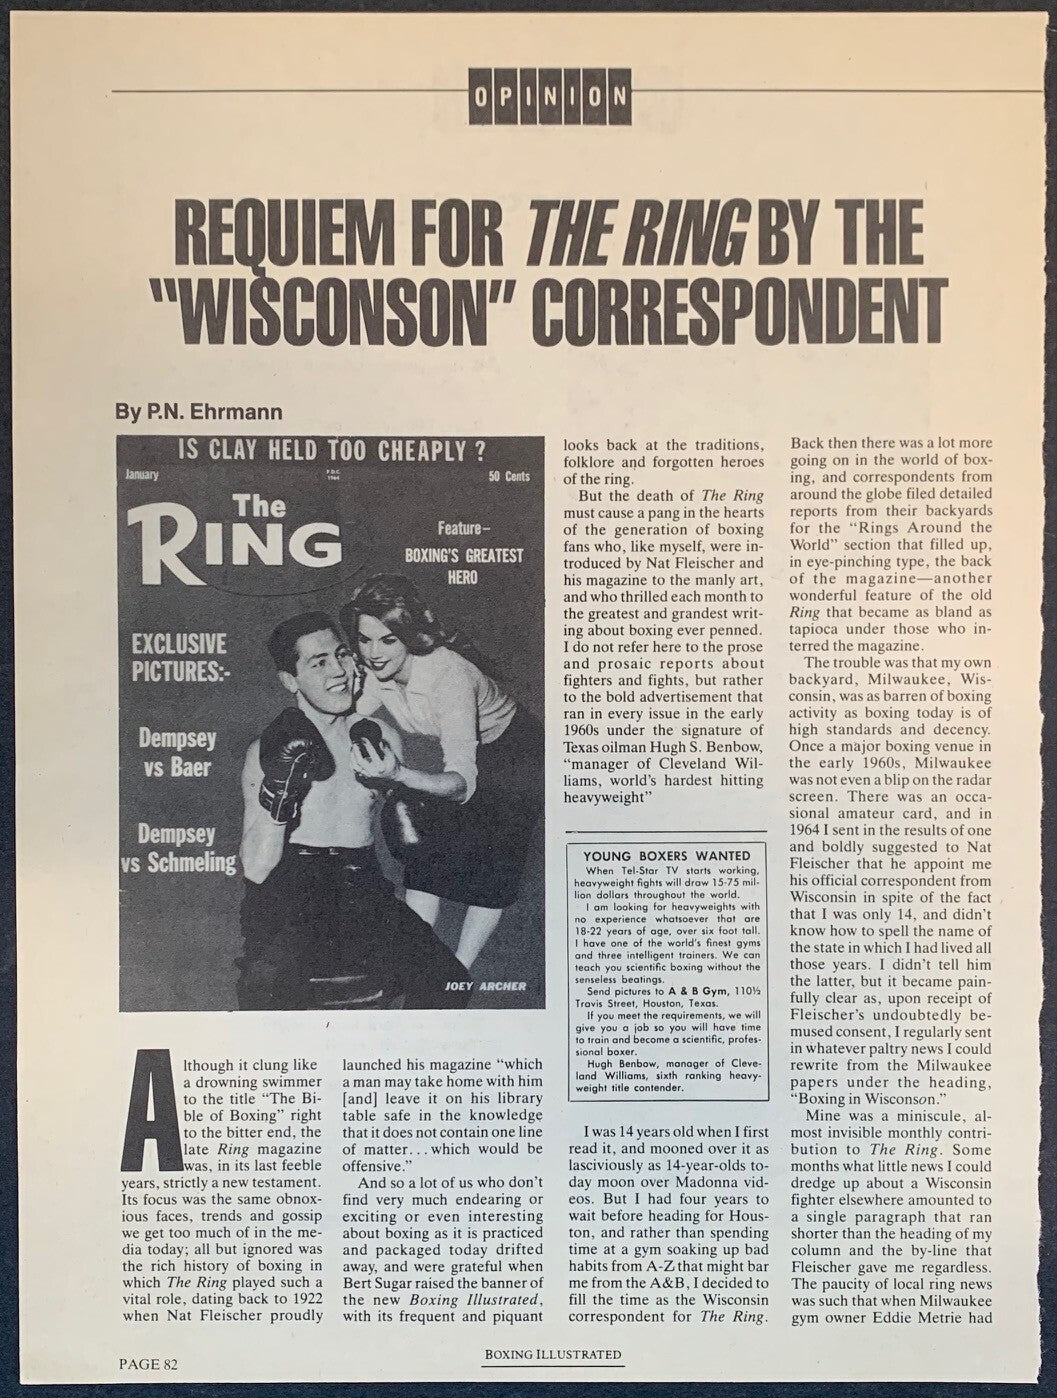 OPINION
REQUIEM FOR THE RING BY THE
"WISCONSON" CORRESPONDENT
By P.N. Ehrmann
IS CLAY HELD TOO CHEAPLY ?
January
F.D.C.
1964
50 Cents
The
RING
Feature-
BOXING'S GREATEST
HERO
EXCLUSIVE
PICTURES:-
Dempsey
vs Baer
Dempsey
vs Schmeling
JOEY ARCHER
Although it clung like
a drowning swimmer
to the title "The Bi-
ble of Boxing" right
to the bitter end, the
late Ring magazine
was, in its last feeble
years, strictly a new testament.
Its focus was the same obnox-
ious faces, trends and gossip
we get too much of in the me-
dia today; all but ignored was
the rich history of boxing in
which The Ring played such a
vital role, dating back to 1922
when Nat Fleischer proudly
launched his magazine "which
a man may take home with him
[and] leave it on his library
table safe in the knowledge
that it does not contain one line
of matter...which would be
offensive."
And so a lot of us who don't
find very much endearing or
exciting or even interesting
about boxing as it is practiced
and packaged today drifted
away, and were grateful when
Bert Sugar raised the banner of
the new Boxing Illustrated,
with its frequent and piquant
looks back at the traditions,
folklore and forgotten heroes
of the ring.
But the death of The Ring
must cause a pang in the hearts
of the generation of boxing
fans who, like myself, were in-
troduced by Nat Fleischer and
his magazine to the manly art,
and who thrilled each month to
the greatest and grandest writ-
ing about boxing ever penned.
I do not refer here to the prose
and prosaic reports about
fighters and fights, but rather
to the bold advertisement that
ran in every issue in the early
1960s under the signature of
Texas oilman Hugh S. Benbow,
"manager of Cleveland Wil-
liams, world's hardest hitting
heavyweight"
YOUNG BOXERS WANTED
When Tel-Star TV starts working,
heavyweight fights will draw 15-75 mil-
lion dollars throughout the world.
I am looking for heavyweights with
no experience whatsoever that are
18-22 years of age, over six foot tall.
I have one of the world's finest gyms
and three intelligent trainers. We can
teach you scientific boxing without the
senseless beatings.
Send pictures to A & B Gym, 110½
Travis Street, Houston, Texas.
If you meet the requirements, we will
give you a job so you will have time
to train and become a scientific, profes-
sional boxer.
Hugh Benbow, manager of Cleve-
land Williams, sixth ranking heavy-
weight title contender.
I was 14 years old when I first
read it, and mooned over it as
lasciviously as 14-year-olds to-
day moon over Madonna vid-
eos. But I had four years to
wait before heading for Hous-
ton, and rather than spending
time at a gym soaking up bad
habits from A-Z that might bar
me from the A&B, I decided to
fill the time as the Wisconsin
correspondent for The Ring.
Back then there was a lot more
going on in the world of box-
ing, and correspondents from
around the globe filed detailed
reports from their backyards
for the "Rings Around the
World" section that filled up,
in eye-pinching type, the back
of the magazine—another
wonderful feature of the old
Ring that became as bland as
tapioca under those who in-
terred the magazine.
The trouble was that my own
backyard, Milwaukee, Wis-
consin, was as barren of boxing
activity as boxing today is of
high standards and decency.
Once a major boxing venue in
the early 1960s, Milwaukee
was not even a blip on the radar
screen. There was an occa-
sional amateur card, and in
1964 I sent in the results of one
and boldly suggested to Nat
Fleischer that he appoint me
his official correspondent from
Wisconsin in spite of the fact
that I was only 14, and didn't
know how to spell the name of
the state in which I had lived all
those years. I didn't tell him
the latter, but it became pain-
fully clear as, upon receipt of
Fleischer's undoubtedly be-
mused consent, I regularly sent
in whatever paltry news I could
rewrite from the Milwaukee
papers under the heading,
"Boxing in Wisconson."
Mine was a miniscule, al-
most invisible monthly contri-
bution to The Ring. Some
months what little news I could
dredge up about a Wisconsin
fighter elsewhere amounted to
a single paragraph that ran
shorter than the heading of my
column and the by-line that
Fleischer gave me regardless.
The paucity of local ring news
was such that when Milwaukee
gym owner Eddie Metrie had
PAGE 82
BOXING ILLUSTRATED